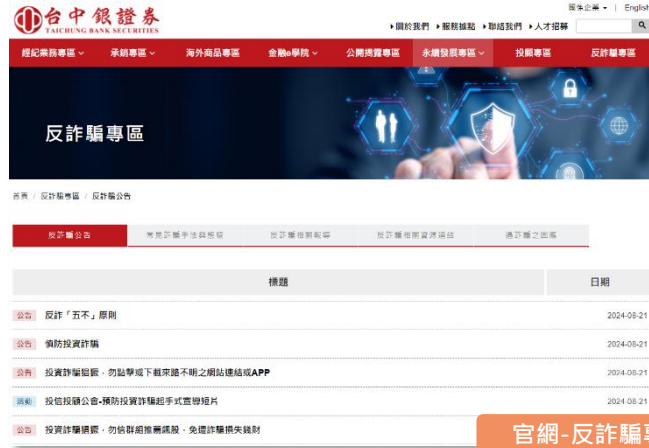 關係企業 | English
台中銀證券
TAICHUNG BANK SECURITIES
關於我們 服務據點 聯絡我們 人才招募
經紀業務專區 承銷專區 海外商品專區 金融e學院 公開揭露專區 永續發展專區 投顧專區 反詐騙專區
反詐騙專區
首頁 / 反詐騙專區 / 反詐騙公告
反詐騙公告 常見詐騙手法與態樣 反詐騙相關報導 反詐騙相關資源連結 遇詐騙之因應
標題 日期
公告 反詐「五不」原則 2024-08-21
公告 慎防投資詐騙 2024-08-21
公告 投資詐騙猖獗，勿點擊或下載來路不明之網站連結或APP 2024-08-21
活動 投信投顧公會-預防投資詐騙起手式宣導短片 2024-08-21
公告 投資詐騙猖獗，勿信群組推薦飆股，免遭詐騙損失錢財
官網-反詐騙